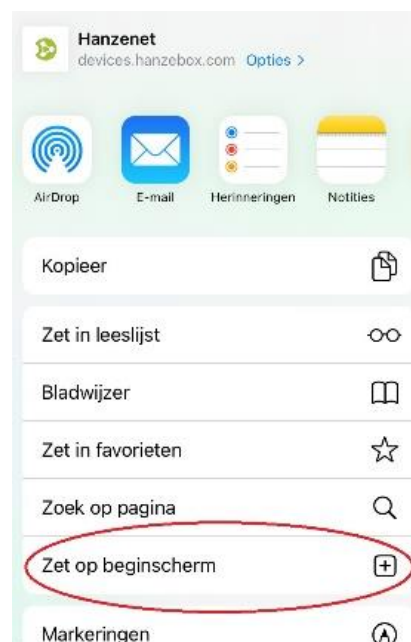 Hanzenet
devices.hanzebox.com Opties >
AirDrop E-mail Herinneringen Notities
Kopieer
Zet in leeslijst
Bladwijzer
Zet in favorieten
Zoek op pagina
Zet op beginscherm
Markeringen